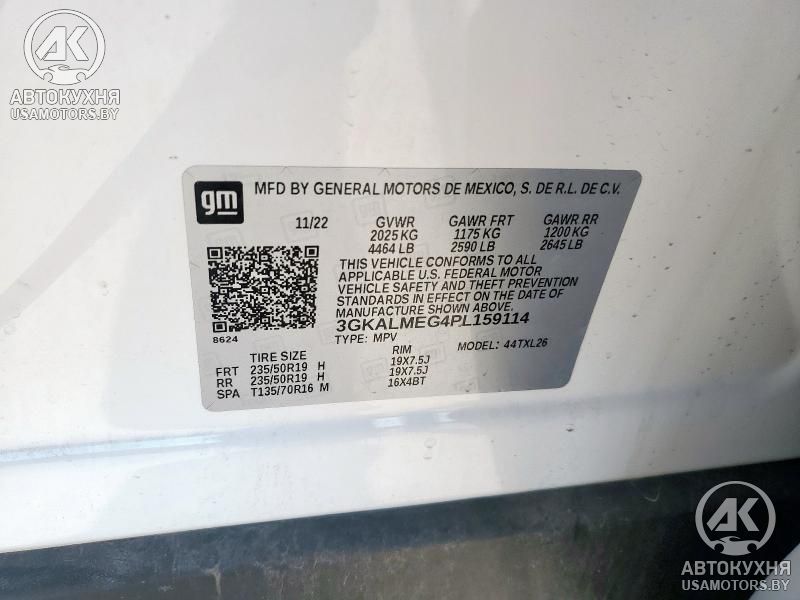 AK
АВТОКУХНЯ
USAMOTORS.BY
gm
MFD BY GENERAL MOTORS DE MEXICO, S. DE R.L. DE C.V.
11/22 GVWR GAWR FRT GAWR RR
2025 KG 1175 KG 1200 KG
4464 LB 2590 LB 2645 LB
THIS VEHICLE CONFORMS TO ALL
APPLICABLE U.S. FEDERAL MOTOR
VEHICLE SAFETY AND THEFT PREVENTION
STANDARDS IN EFFECT ON THE DATE OF
MANUFACTURE SHOWN ABOVE.
3GKALMEG4PL159114
8624
TYPE: MPV MODEL: 44TXL26
TIRE SIZE RIM
FRT 235/50R19 H 19X7.5J
RR 235/50R19 H 19X7.5J
SPA T135/70R16 M 16X4BT
AK
АВТОКУХНЯ
USAMOTORS.BY